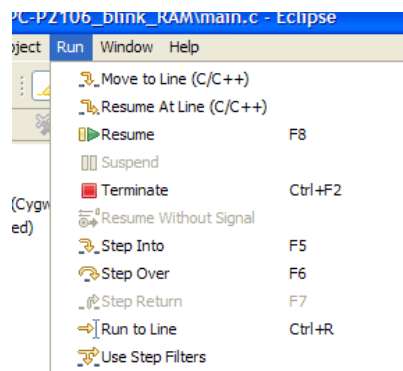 PC-P2106_blink_RAM\main.c - Eclipse
oject Run Window Help
Move to Line (C/C++)
Resume At Line (C/C++)
Resume F8
Suspend
Terminate Ctrl+F2
(Cygw
Resume Without Signal
ed)
Step Into F5
Step Over F6
Step Return F7
Run to Line Ctrl+R
Use Step Filters